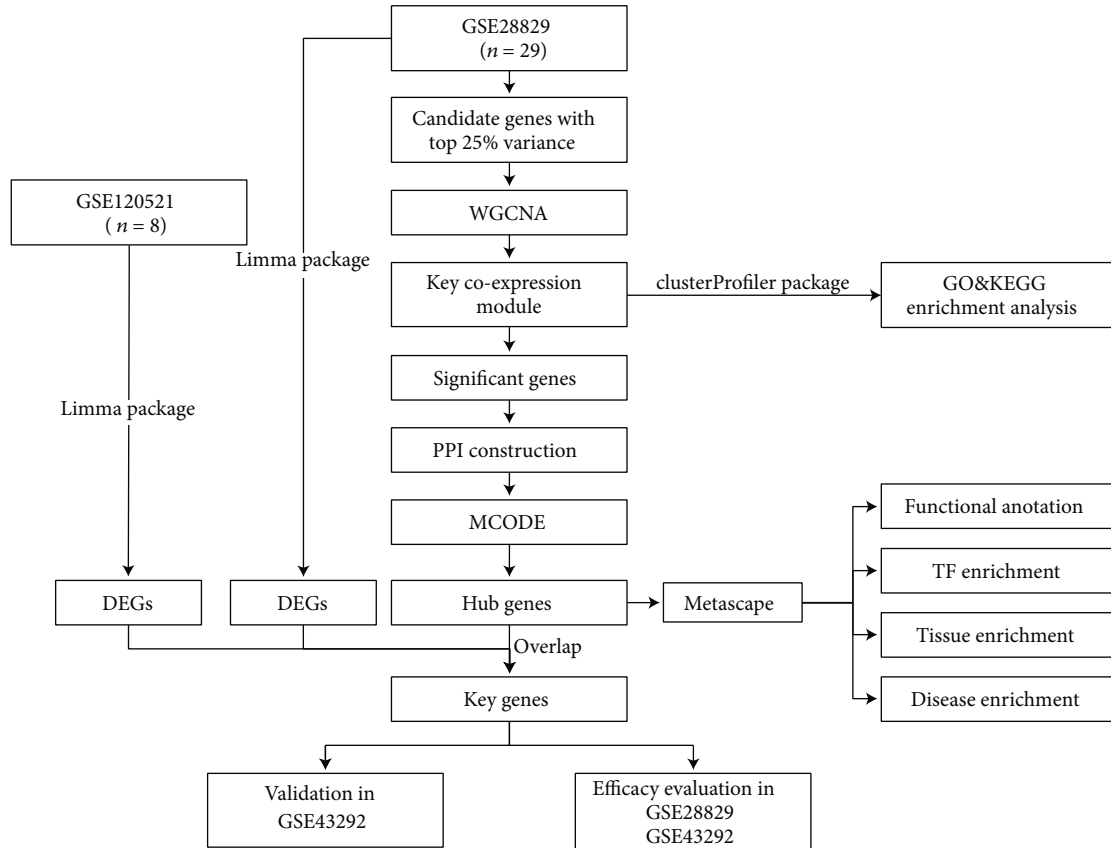 GSE28829
(n = 29)
Candidate genes with
top 25% variance
GSE120521
( n = 8)
WGCNA
Limma package
Key co-expression
module
clusterProfiler package
GO&KEGG
enrichment analysis
Significant genes
Limma package
PPI construction
MCODE
Functional anotation
TF enrichment
DEGs
DEGs
Hub genes
Metascape
Tissue enrichment
Overlap
Key genes
Disease enrichment
Validation in
GSE43292
Efficacy evaluation in
GSE28829
GSE43292